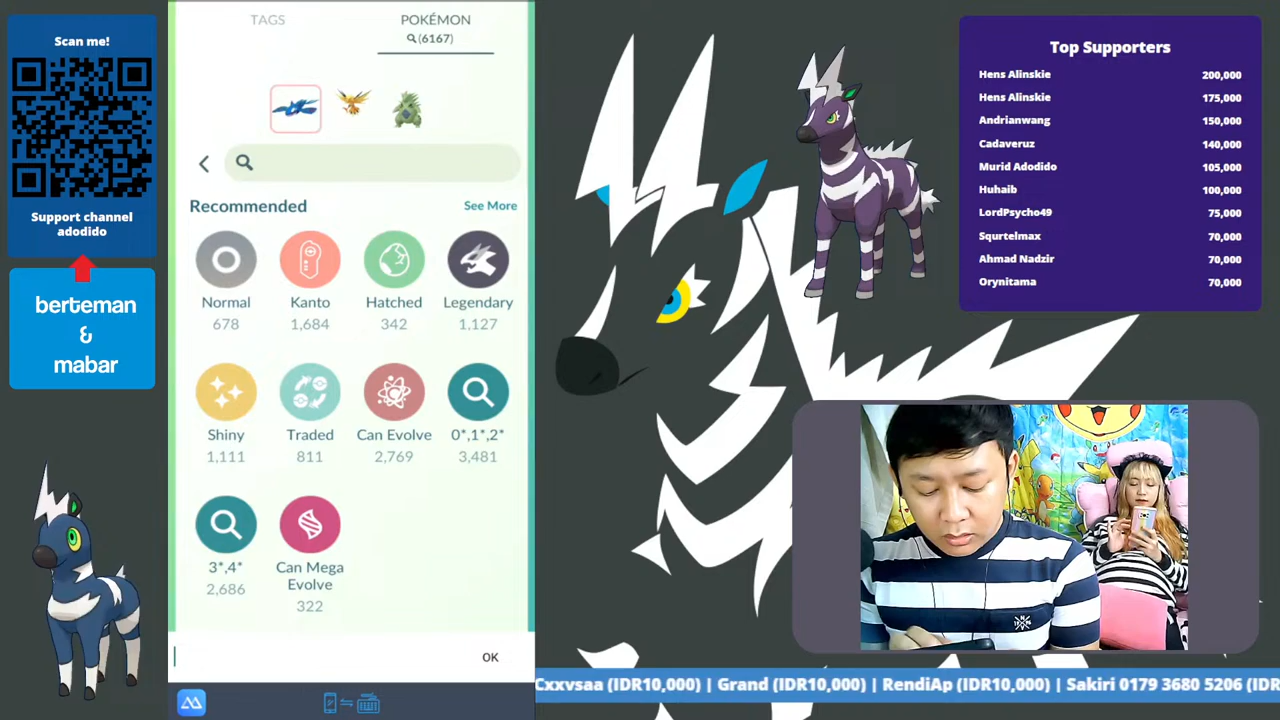 Scan me!
Support channel
adodido
berteman
&
mabar
TAGS
POKÉMON
(6167)
Recommended
See More
Normal
678
Kanto
1,684
Hatched
342
Legendary
1,127
Shiny
1,111
Traded
811
Can Evolve
2,769
0*,1*,2*
3,481
3*,4*
2,686
Can Mega
Evolve
322
OK
Top Supporters
Hens Alinskie 200,000
Hens Alinskie 175,000
Andrianwang 150,000
Cadaveruz 140,000
Murid Adodido 105,000
Huhaib 100,000
LordPsycho49 75,000
Squrtelmax 70,000
Ahmad Nadzir 70,000
Orynitama 70,000
Cxxvsaa (IDR10,000) | Grand (IDR10,000) | RendiAp (IDR10,000) | Sakiri 0179 3680 5206 (IDR